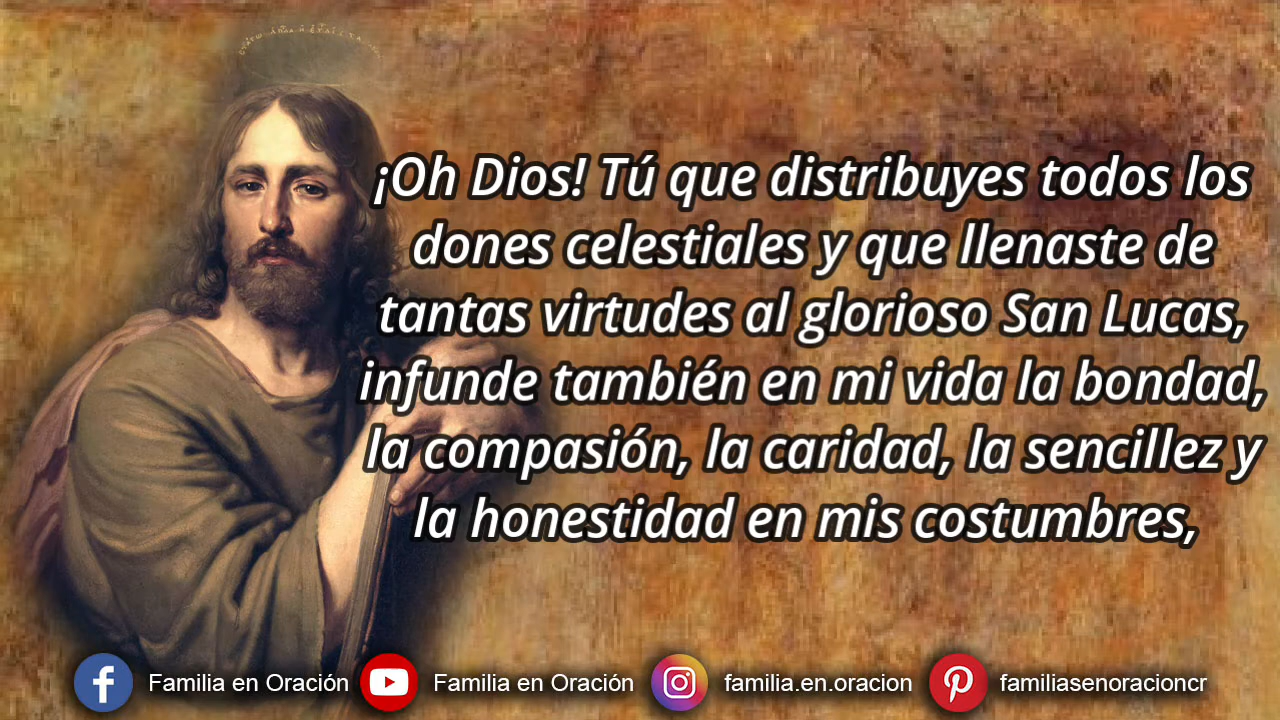 ¡Oh Dios! Tú que distribuyes todos los
dones celestiales y que llenaste de
tantas virtudes al glorioso San Lucas,
infunde también en mi vida la bondad,
la compasión, la caridad, la sencillez y
la honestidad en mis costumbres,
Familia en Oración
Familia en Oración
familia.en.oracion
familiasenoracioncr